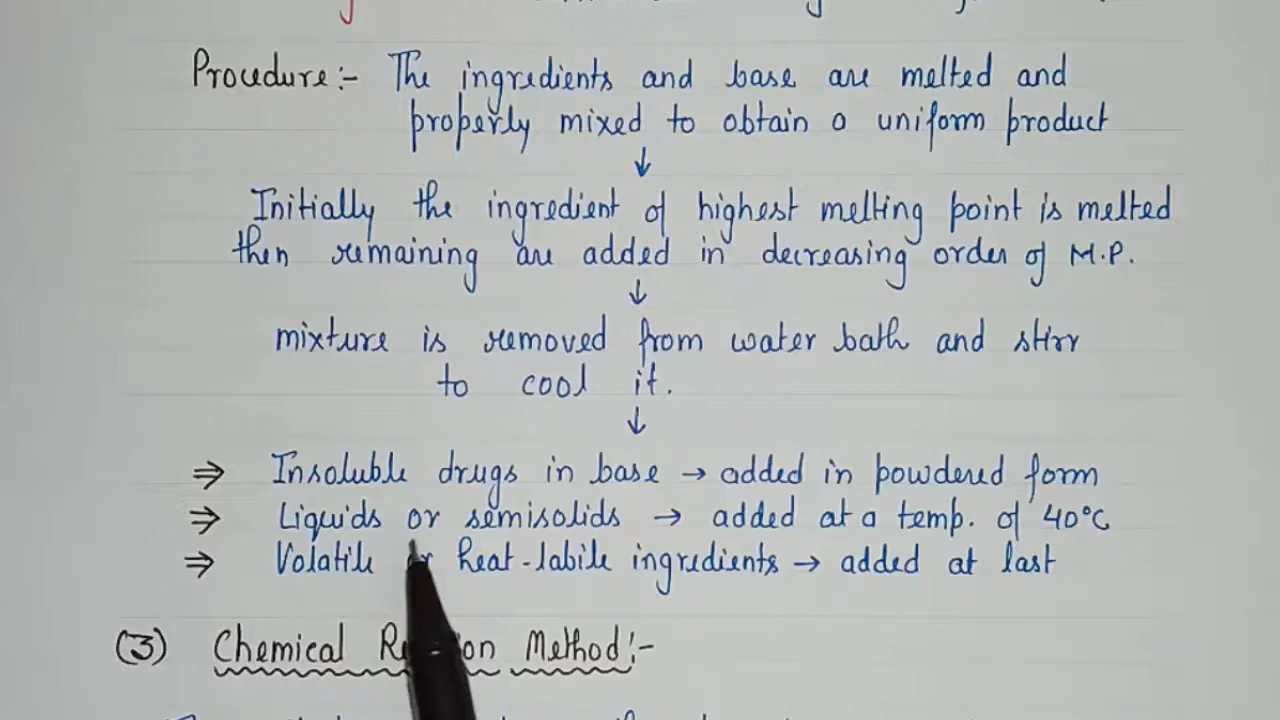 Procedure:- The ingredients and base are melted and
properly mixed to obtain a uniform product
↓
Initially the ingredient of highest melting point is melted
then remaining are added in decreasing order of M.P.
↓
mixture is removed from water bath and stirr
to cool it.
↓
⇒ Insoluble drugs in base → added in powdered form
⇒ Liquids or semisolids → added at a temp. of 40°C
⇒ Volatile or heat-labile ingredients → added at last
(3) Chemical Reaction Method:-